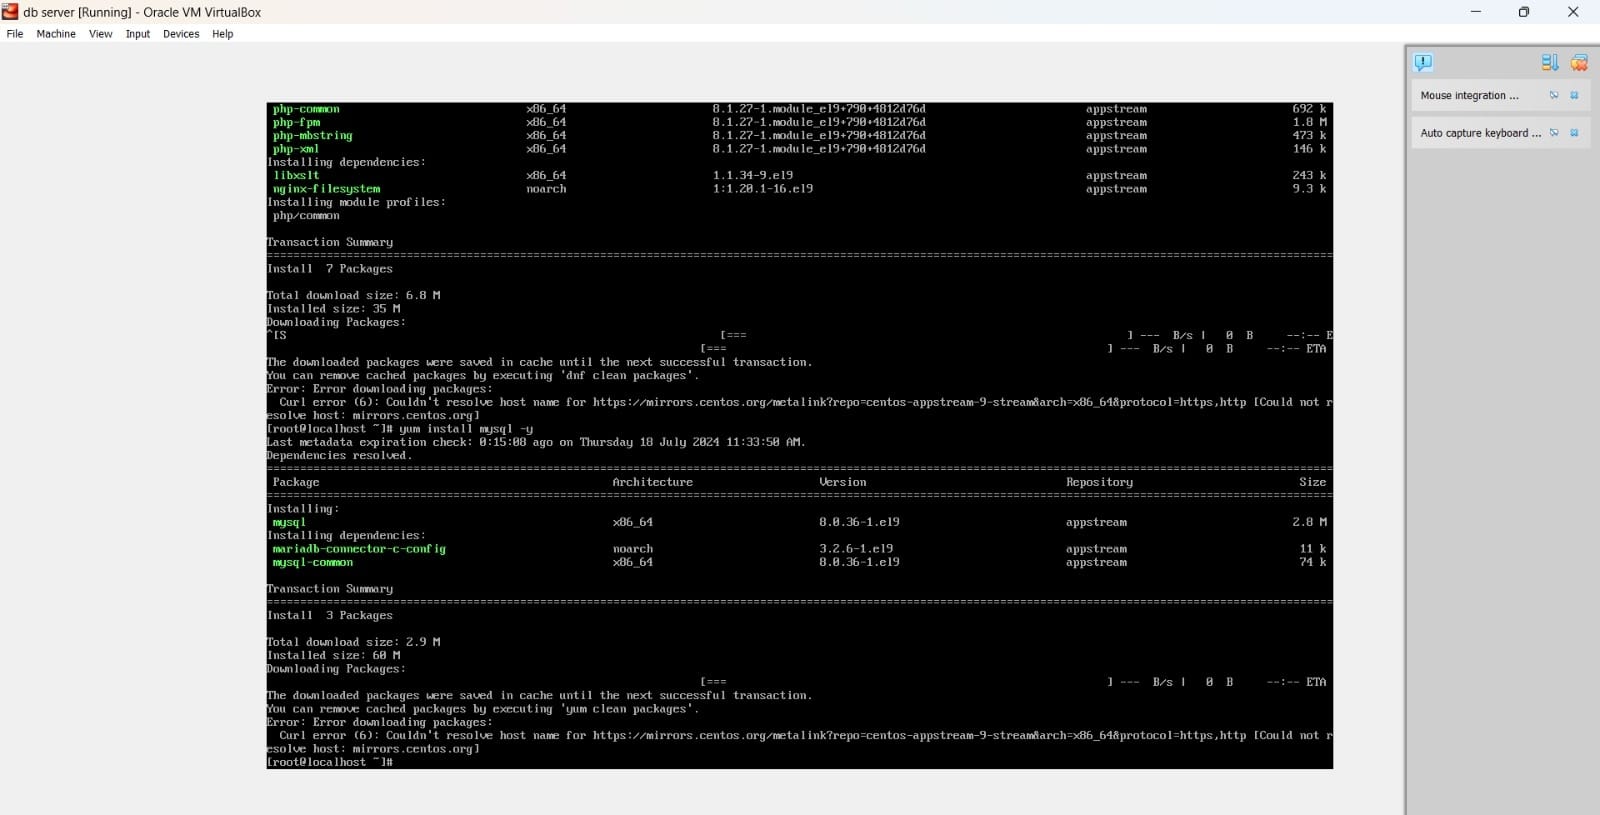 db server [Running] - Oracle VM VirtualBox
File Machine View Input Devices Help
Mouse integration ...
Auto capture keyboard ...
php-common x86_64 8.1.27-1.module_el9+790+4812d76d appstream 692 k
php-fpm x86_64 8.1.27-1.module_el9+790+4812d76d appstream 1.8 M
php-mbstring x86_64 8.1.27-1.module_el9+790+4812d76d appstream 473 k
php-xml x86_64 8.1.27-1.module_el9+790+4812d76d appstream 146 k
Installing dependencies:
libxslt x86_64 1.1.34-9.el9 appstream 243 k
nginx-filesystem noarch 1:1.20.1-16.el9 appstream 9.3 k
Installing module profiles:
php/common
Transaction Summary
================================================================================
Install 7 Packages
Total download size: 6.8 M
Installed size: 35 M
Downloading Packages:
^[S [=== ] --- B/s | 0 B --:-- E
[=== ] --- B/s | 0 B --:-- ETA
The downloaded packages were saved in cache until the next successful transaction.
You can remove cached packages by executing 'dnf clean packages'.
Error: Error downloading packages:
Curl error (6): Couldn't resolve host name for https://mirrors.centos.org/metalink?repo=centos-appstream-9-stream&arch=x86_64&protocol=https,http [Could not r
esolve host: mirrors.centos.org]
[root@localhost ~]# yum install mysql -y
Last metadata expiration check: 0:15:08 ago on Thursday 18 July 2024 11:33:50 AM.
Dependencies resolved.
================================================================================
Package Architecture Version Repository Size
================================================================================
Installing:
mysql x86_64 8.0.36-1.el9 appstream 2.8 M
Installing dependencies:
mariadb-connector-c-config noarch 3.2.6-1.el9 appstream 11 k
mysql-common x86_64 8.0.36-1.el9 appstream 74 k
Transaction Summary
================================================================================
Install 3 Packages
Total download size: 2.9 M
Installed size: 60 M
Downloading Packages:
[=== ] --- B/s | 0 B --:-- ETA
The downloaded packages were saved in cache until the next successful transaction.
You can remove cached packages by executing 'yum clean packages'.
Error: Error downloading packages:
Curl error (6): Couldn't resolve host name for https://mirrors.centos.org/metalink?repo=centos-appstream-9-stream&arch=x86_64&protocol=https,http [Could not r
esolve host: mirrors.centos.org]
[root@localhost ~]#